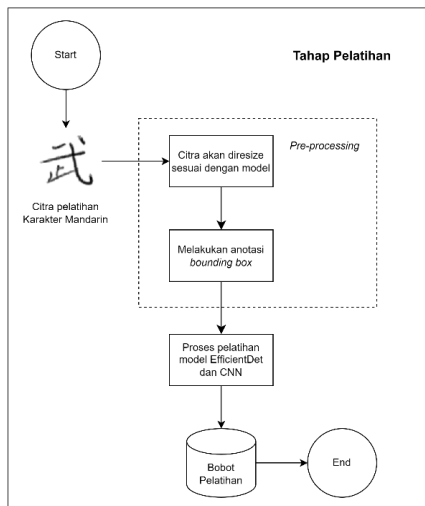 Start
Tahap Pelatihan
武
Citra pelatihan
Karakter Mandarin
Citra akan diresize
sesuai dengan model
Pre-processing
Melakukan anotasi
bounding box
Proses pelatihan
model EfficientDet
dan CNN
Bobot
Pelatihan
End